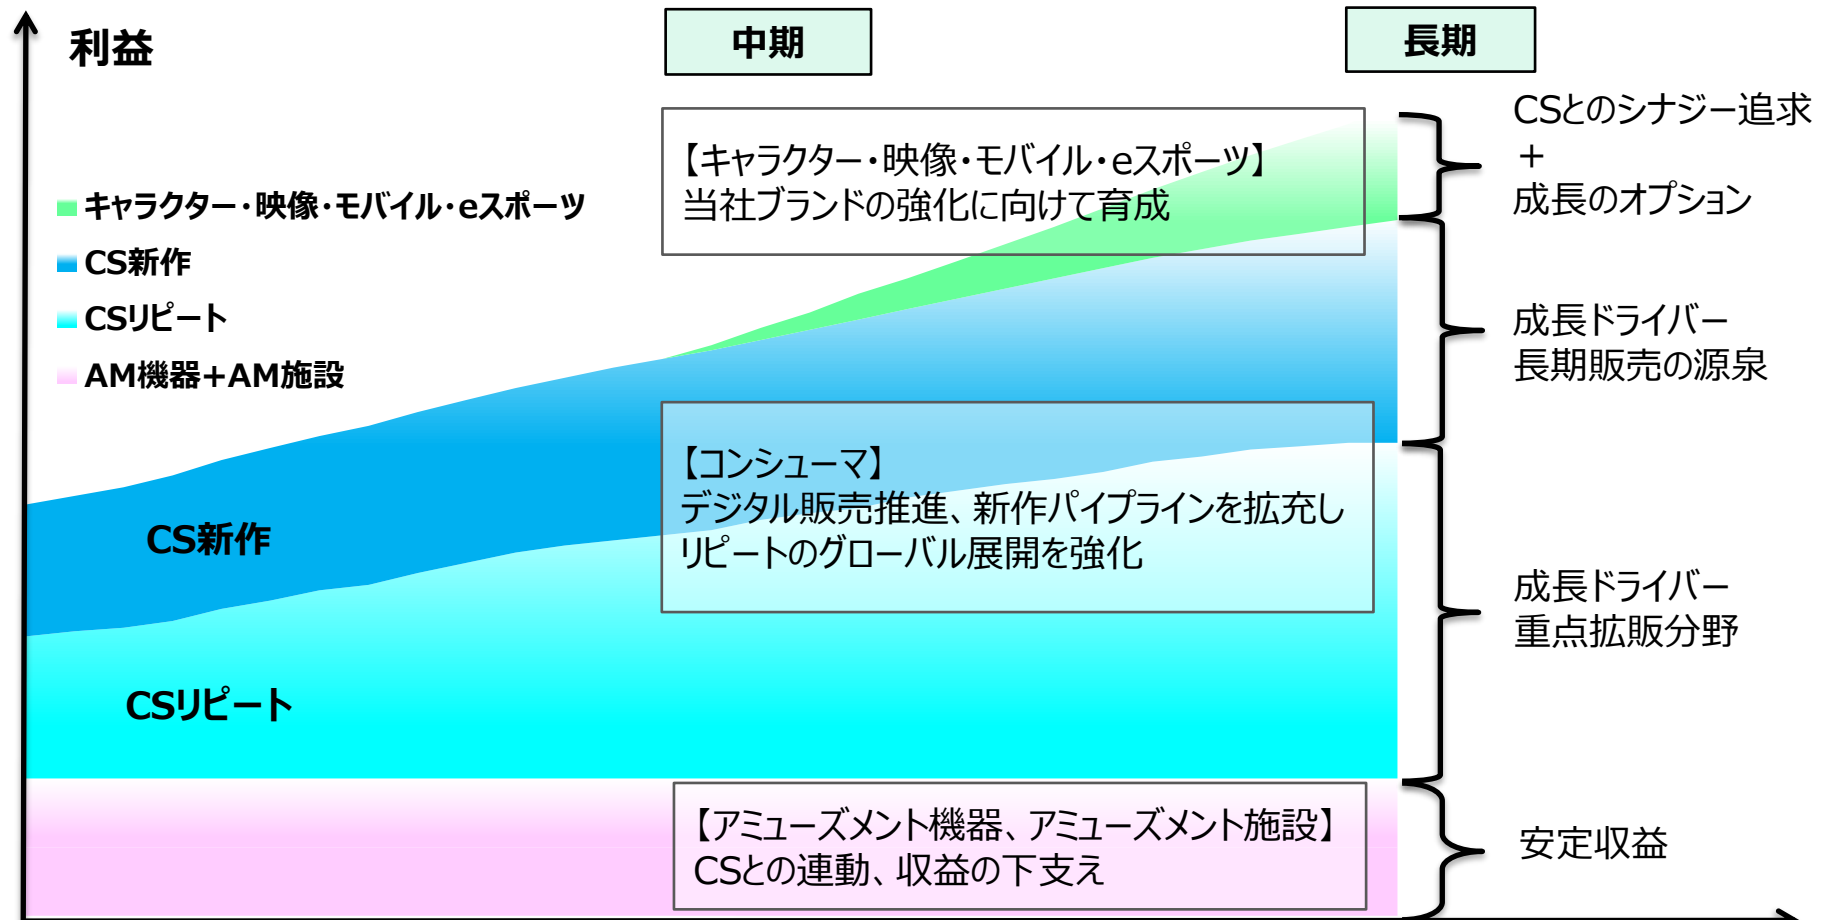 利益
中期
長期
キャラクター・映像・モバイル・eスポーツ
CS新作
CSリピート
AM機器+AM施設
【キャラクター・映像・モバイル・eスポーツ】
当社ブランドの強化に向けて育成
【コンシューマ】
デジタル販売推進、新作パイプラインを拡充し
リピートのグローバル展開を強化
CS新作
CSリピート
【アミューズメント機器、アミューズメント施設】
CSとの連動、収益の下支え
CSとのシナジー追求
+
成長のオプション
成長ドライバー
長期販売の源泉
成長ドライバー
重点拡販分野
安定収益